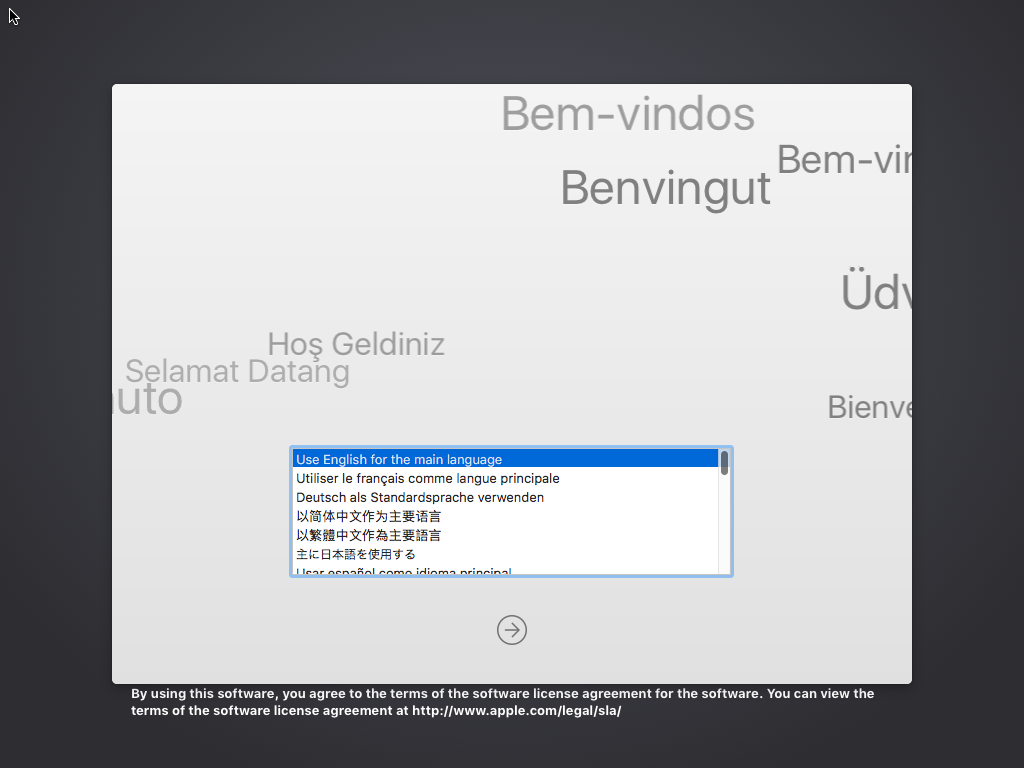 Bem-vindos
Bem-vin
Benvingut
Üdv
Hoş Geldiniz
Selamat Datang
uto
Bienve
Use English for the main language
Utiliser le français comme langue principale
Deutsch als Standardsprache verwenden
以简体中文作为主要语言
以繁體中文作為主要語言
主に日本語を使用する
Usar español como idioma principal
By using this software, you agree to the terms of the software license agreement for the software. You can view the
terms of the software license agreement at http://www.apple.com/legal/sla/